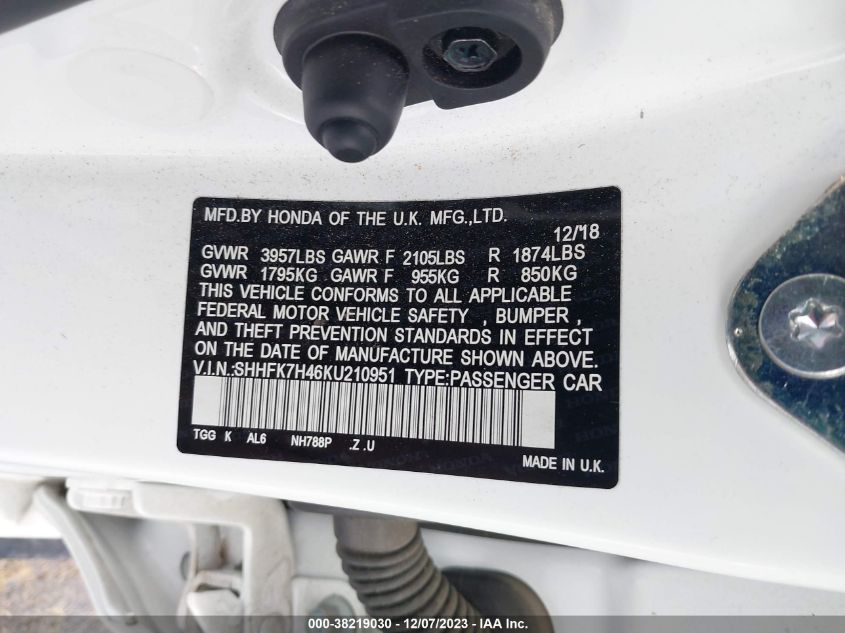 MFD.BY HONDA OF THE U.K. MFG.,LTD.
12/'18
GVWR 3957LBS GAWR F 2105LBS R 1874LBS
GVWR 1795KG GAWR F 955KG R 850KG
THIS VEHICLE CONFORMS TO ALL APPLICABLE
FEDERAL MOTOR VEHICLE SAFETY , BUMPER ,
AND THEFT PREVENTION STANDARDS IN EFFECT
ON THE DATE OF MANUFACTURE SHOWN ABOVE.
V.I.N.:SHHFK7H46KU210951 TYPE:PASSENGER CAR
TGG K AL6 NH788P .Z .U
MADE IN U.K.
000-38219030 - 12/07/2023 - IAA Inc.